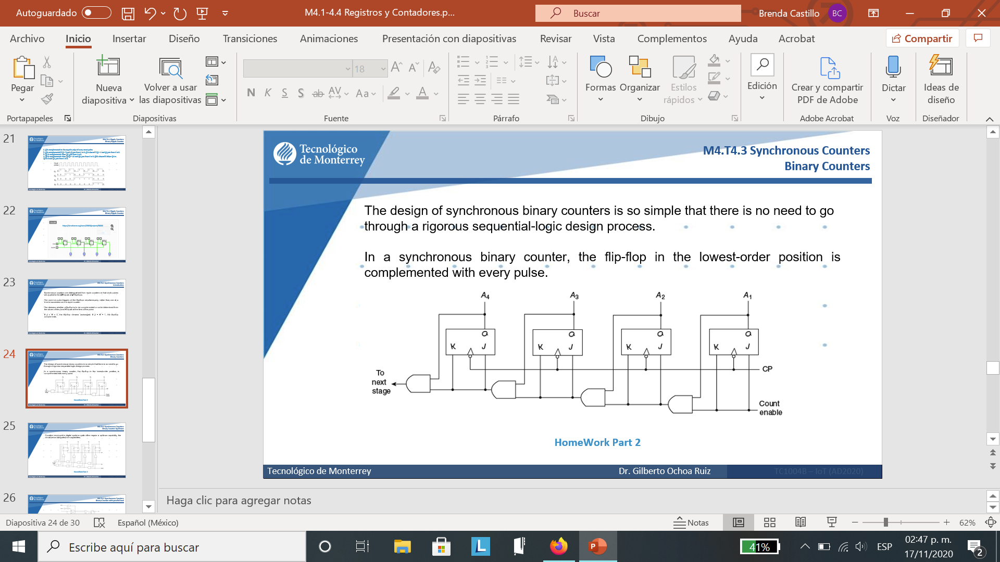 Autoguardado
M4.1-4.4 Registros y Contadores.p...
Buscar
Brenda Castillo
BC
Archivo
Inicio
Insertar
Diseño
Transiciones
Animaciones
Presentación con diapositivas
Revisar
Vista
Complementos
Ayuda
Acrobat
Compartir
Pegar
Portapapeles
Nueva
diapositiva
Volver a usar
las diapositivas
Diapositivas
18
N K S S ab AV Aa A
Fuente
Párrafo
Formas
Organizar
Estilos
rápidos
Dibujo
Edición
Crear y compartir
PDF de Adobe
Adobe Acrobat
Dictar
Voz
Ideas de
diseño
Diseñador
21
22
23
24
25
26
Tecnológico
de Monterrey
M4.T4.3 Synchronous Counters
Binary Counters
The design of synchronous binary counters is so simple that there is no need to go
through a rigorous sequential-logic design process.
In a synchronous binary counter, the flip-flop in the lowest-order position is
complemented with every pulse.
A4 A3 A2 A1
Q Q Q Q
K J K J K J K J
CP
To
next
stage
Count
enable
HomeWork Part 2
Tecnológico de Monterrey
Dr. Gilberto Ochoa Ruiz
TC1004B – IoT (AD2020)
Haga clic para agregar notas
Diapositiva 24 de 30
Español (México)
Notas
62%
Escribe aquí para buscar
41%
ESP
02:47 p. m.
17/11/2020
2